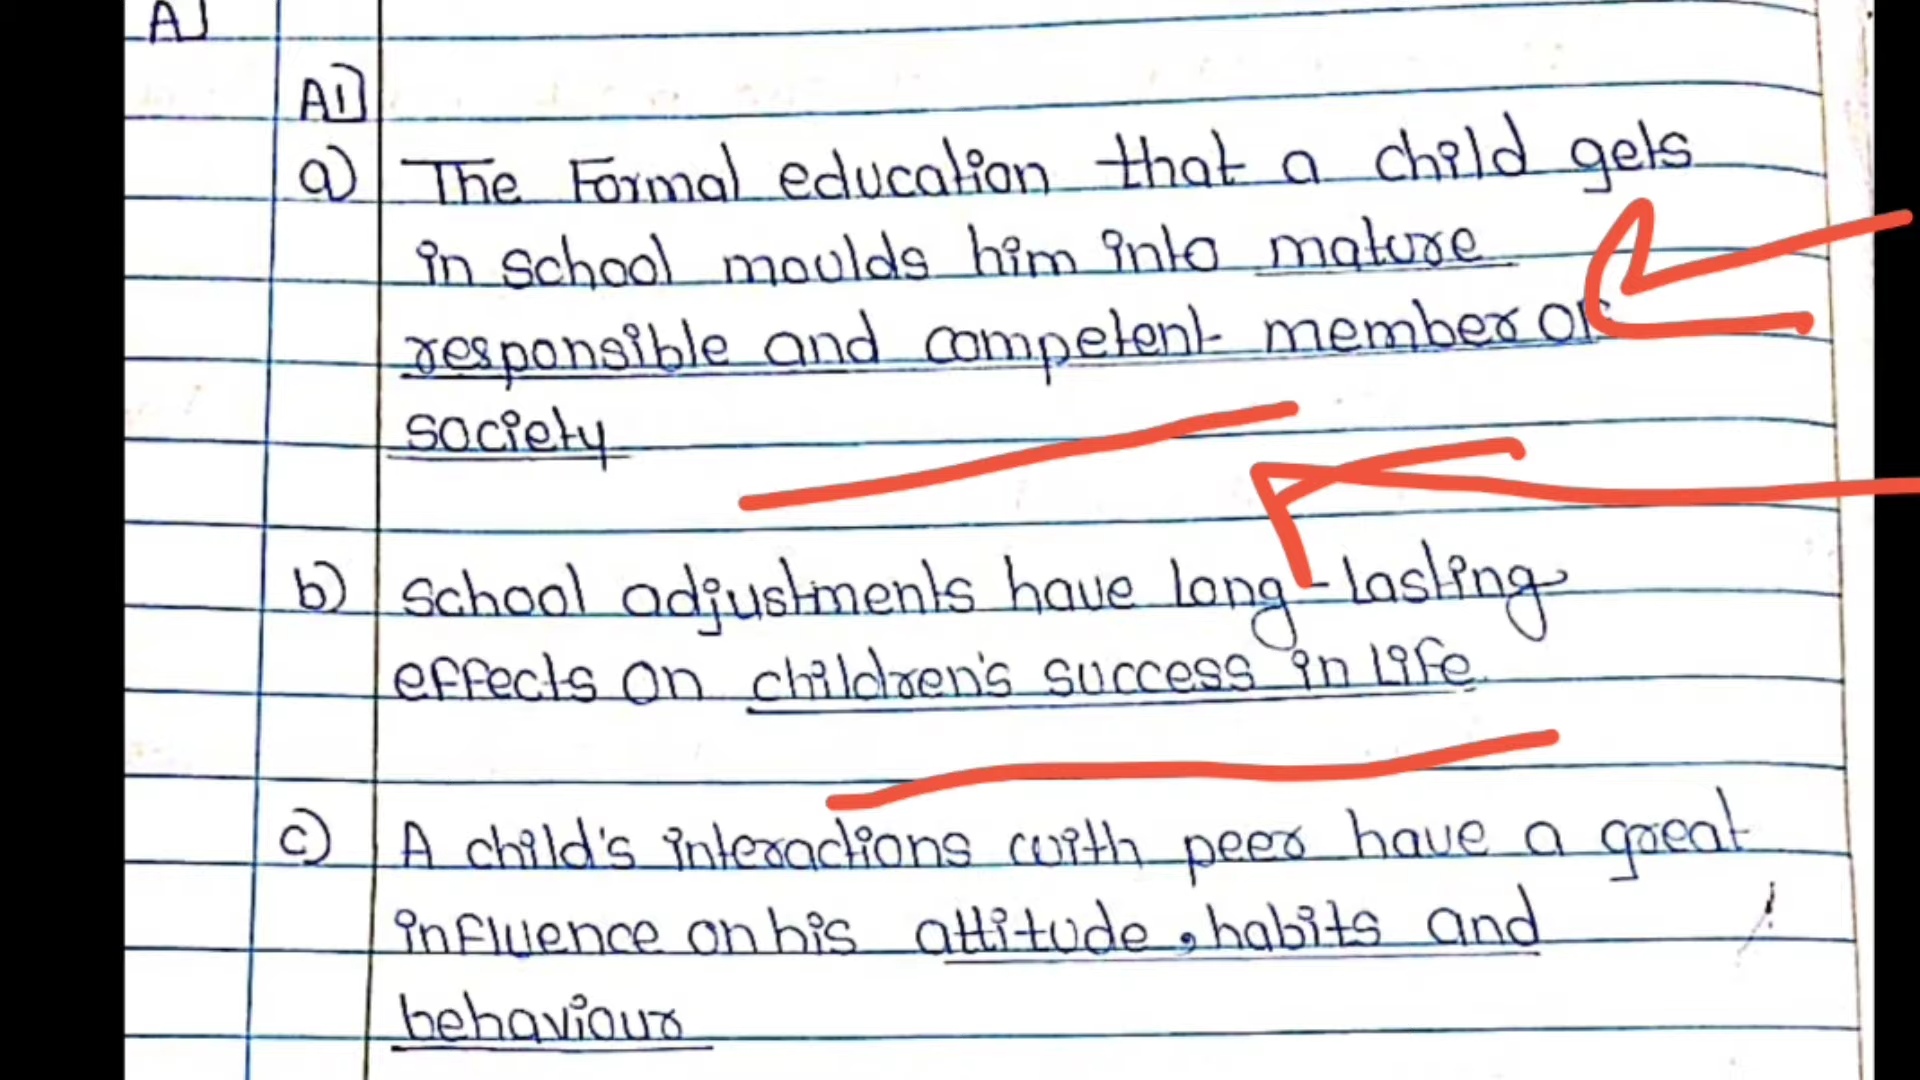 A]
A1]
a) The Formal education that a child gets
in school moulds him into mature
responsible and competent member of
society
b) School adjustments have long-lasting
effects on children's success in Life
c) A child's interactions with peer have a great
influence on his attitude, habits and
behaviour